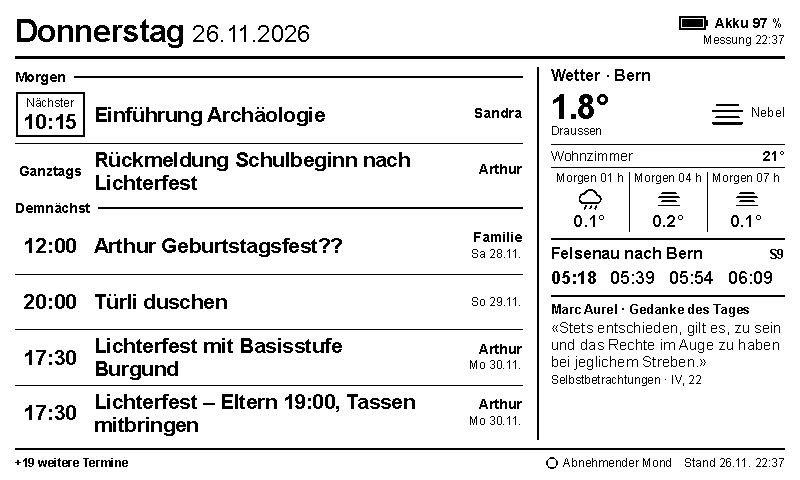 Donnerstag 26.11.2026
Akku 97 %
Messung 22:37
Morgen
Nächster
10:15
Einführung Archäologie
Sandra
Ganztags
Rückmeldung Schulbeginn nach
Lichterfest
Arthur
Demnächst
12:00
Arthur Geburtstagsfest??
Familie
Sa 28.11.
20:00
Türli duschen
So 29.11.
17:30
Lichterfest mit Basisstufe
Burgund
Arthur
Mo 30.11.
17:30
Lichterfest – Eltern 19:00, Tassen
mitbringen
Arthur
Mo 30.11.
+19 weitere Termine
Wetter · Bern
1.8°
Draussen
Nebel
Wohnzimmer 21°
Morgen 01 h Morgen 04 h Morgen 07 h
0.1° 0.2° 0.1°
Felsenau nach Bern S9
05:18 05:39 05:54 06:09
Marc Aurel · Gedanke des Tages
«Stets entschieden, gilt es, zu sein
und das Rechte im Auge zu haben
bei jeglichem Streben.»
Selbstbetrachtungen · IV, 22
Abnehmender Mond Stand 26.11. 22:37